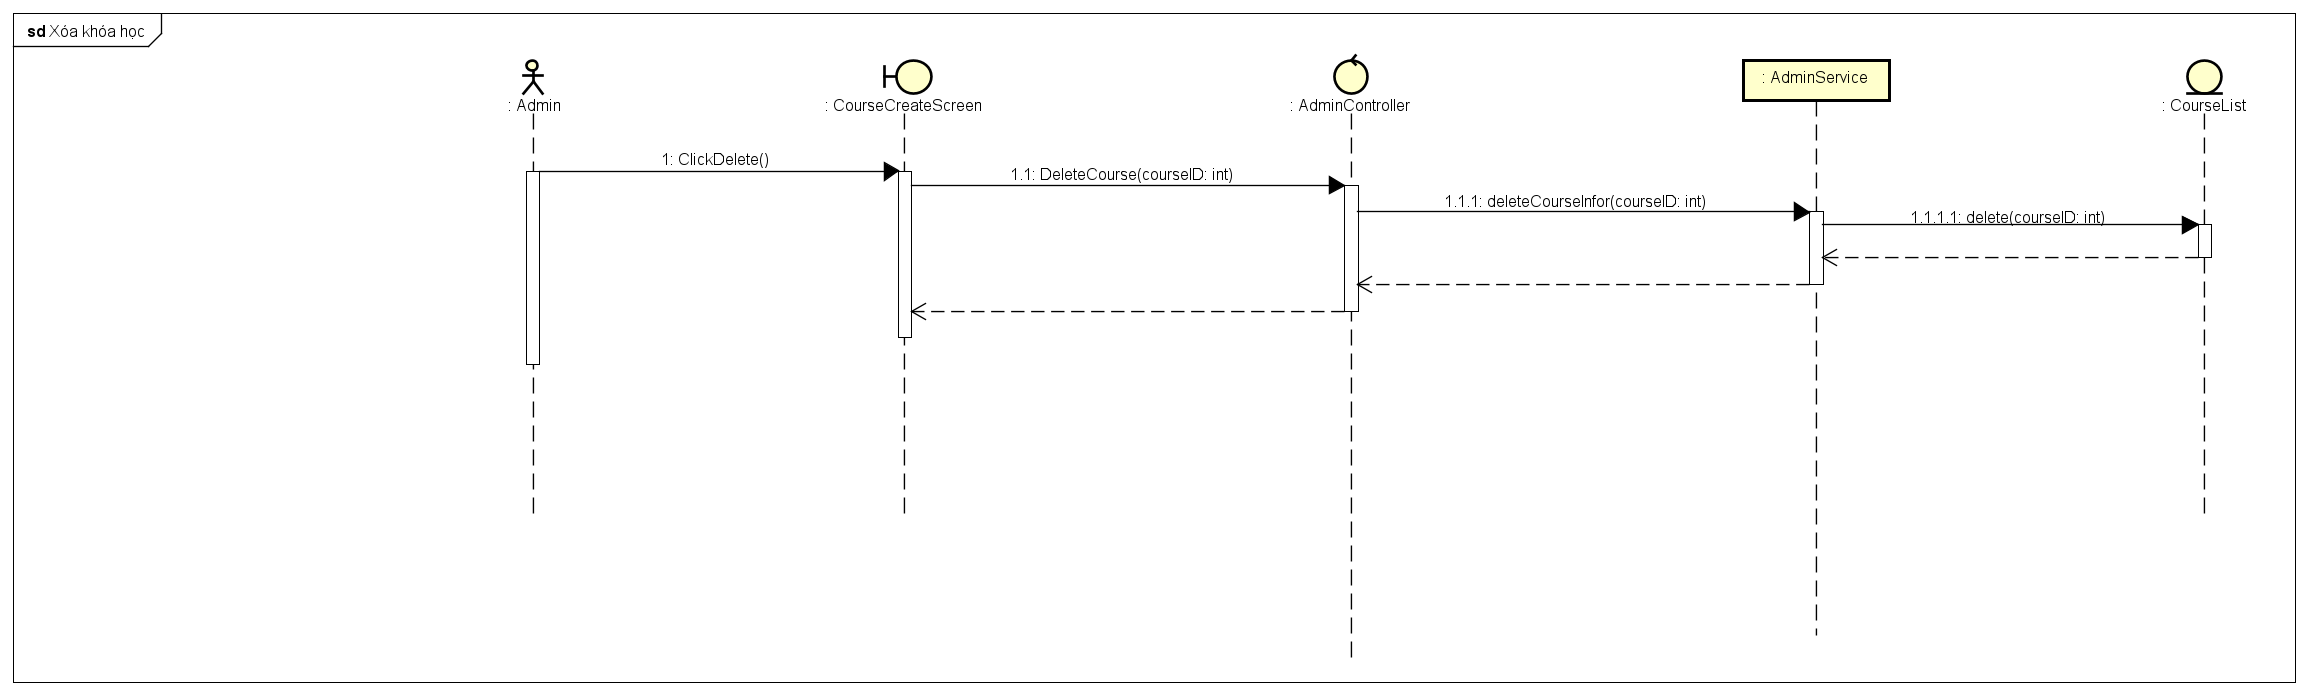 sd Xóa khóa học
: Admin
: CourseCreateScreen
: AdminController
: AdminService
: CourseList
1: ClickDelete()
1.1: DeleteCourse(courseID: int)
1.1.1: deleteCourseInfor(courseID: int)
1.1.1.1: delete(courseID: int)